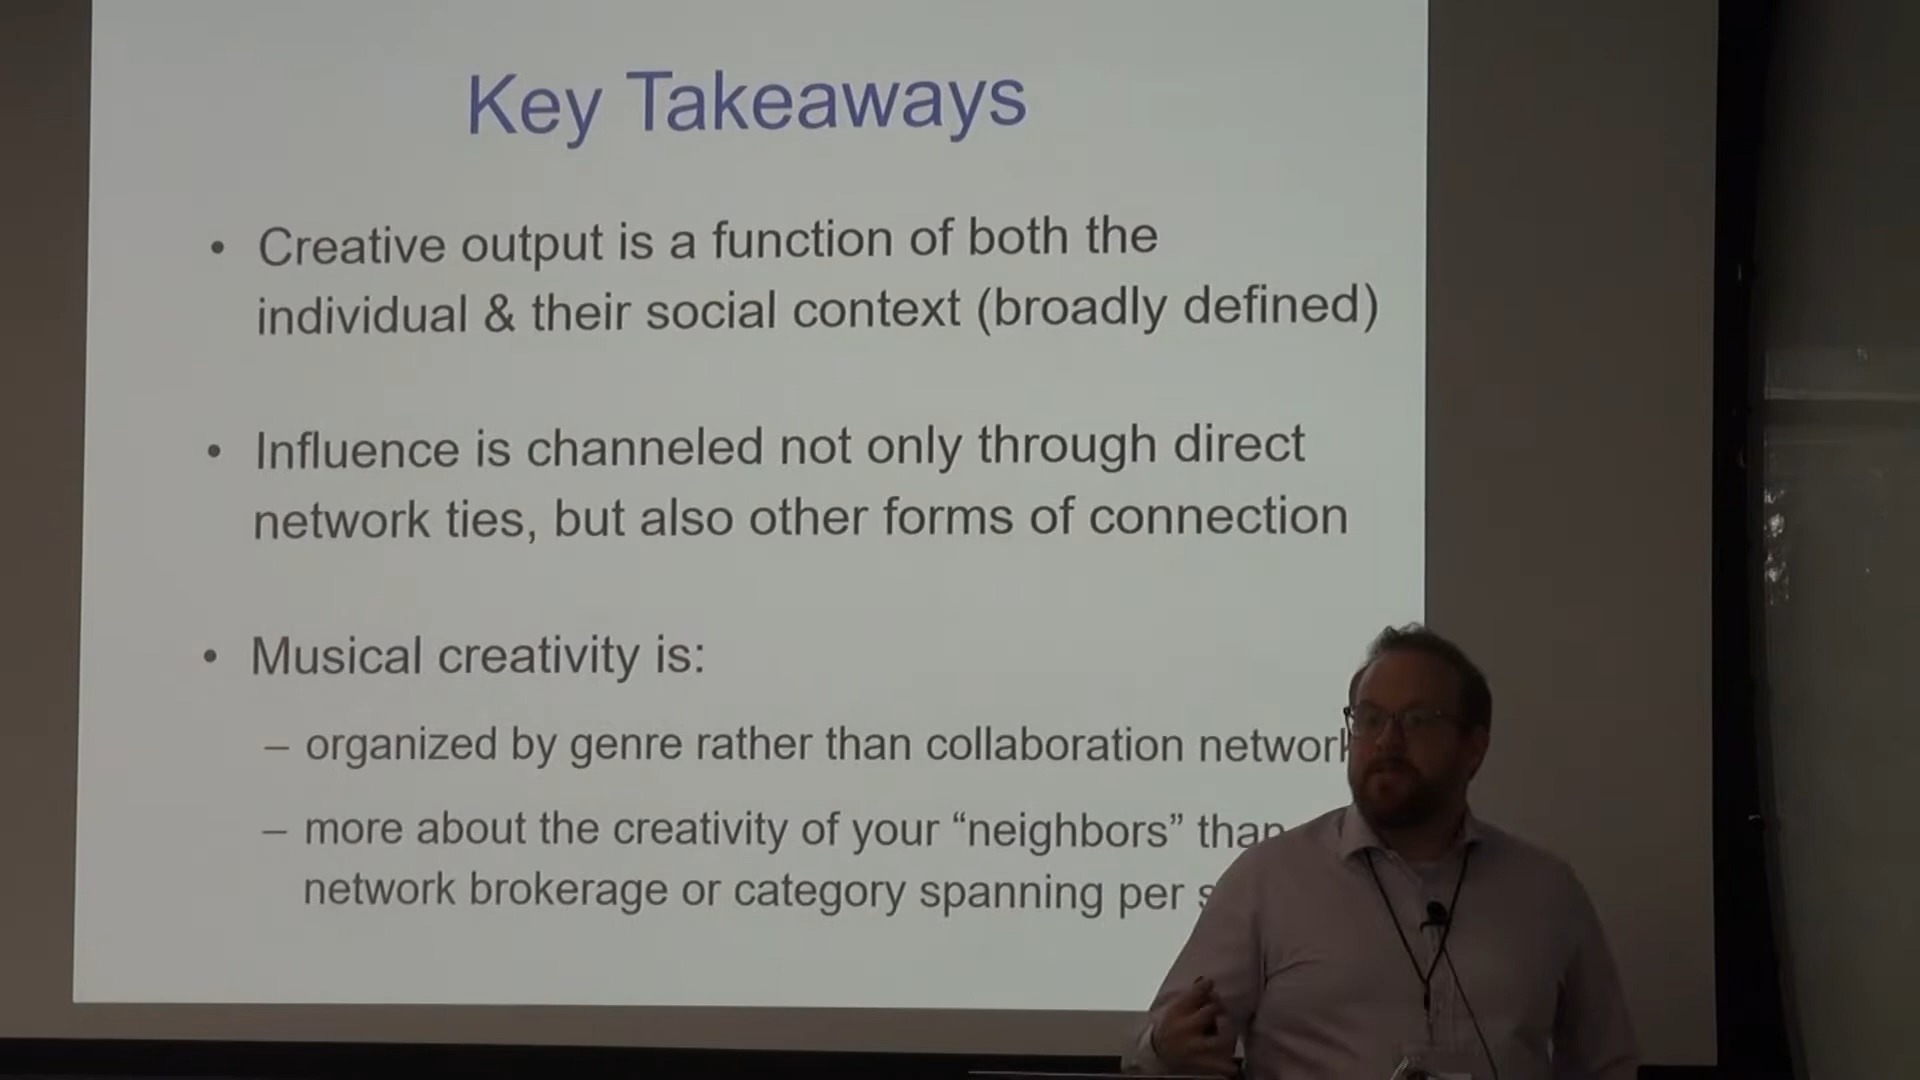 Key Takeaways
• Creative output is a function of both the
individual & their social context (broadly defined)
• Influence is channeled not only through direct
network ties, but also other forms of connection
• Musical creativity is:
– organized by genre rather than collaboration network
– more about the creativity of your “neighbors” than
network brokerage or category spanning per